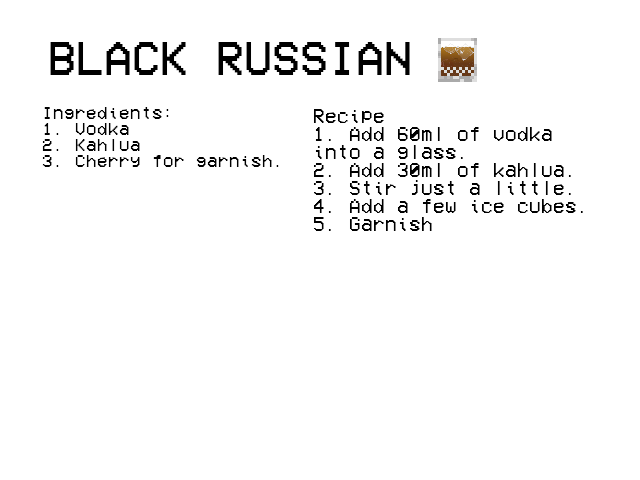 BLACK RUSSIAN
Ingredients:
1. Vodka
2. Kahlua
3. Cherry for garnish.
Recipe
1. Add 60ml of vodka
into a glass.
2. Add 30ml of kahlua.
3. Stir just a little.
4. Add a few ice cubes.
5. Garnish